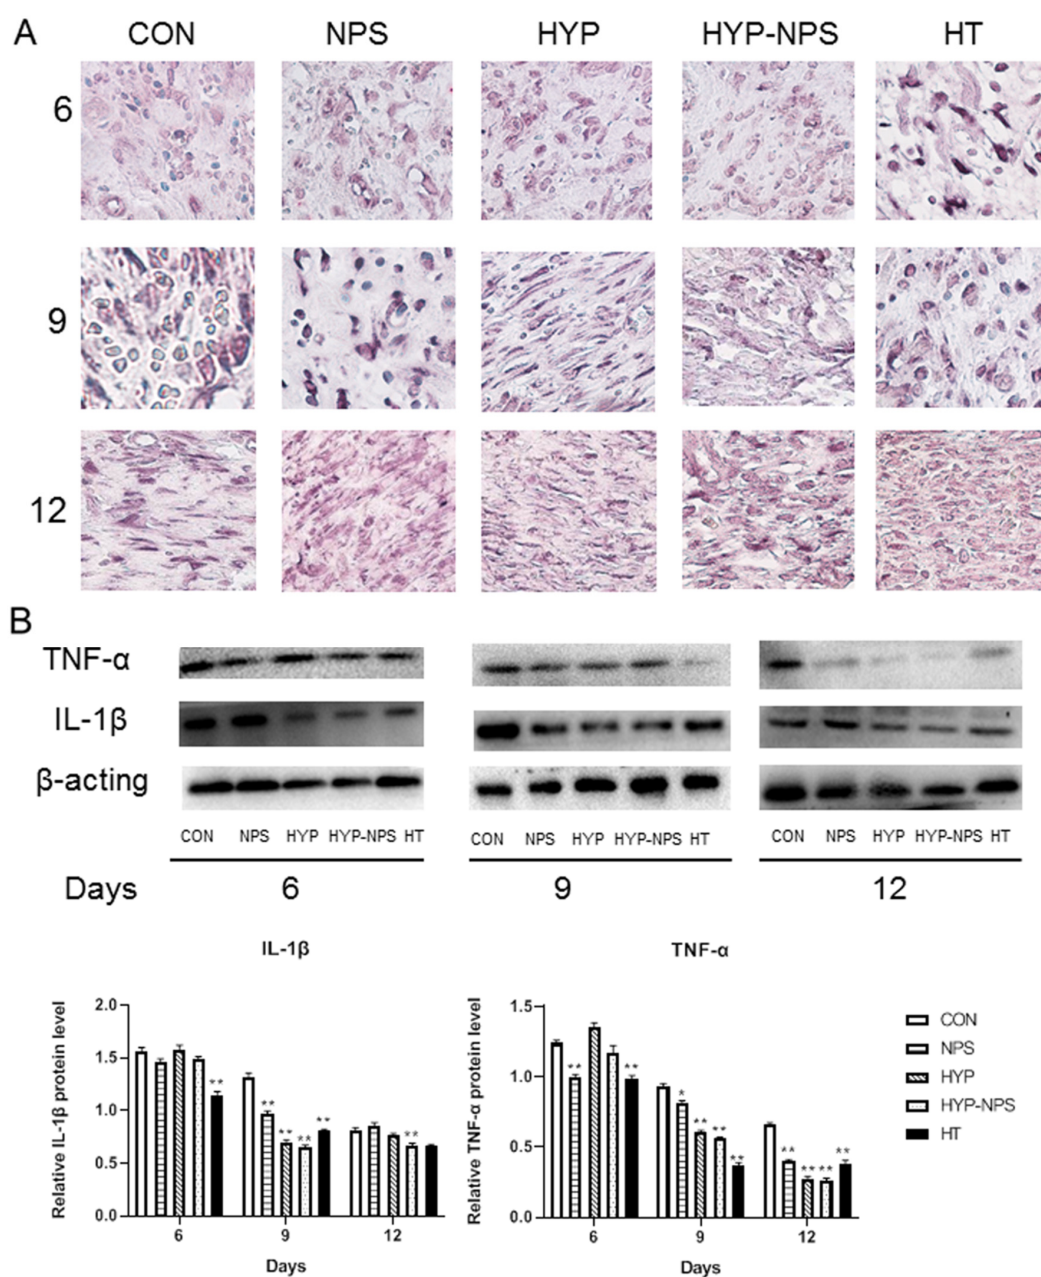 A
CON NPS HYP HYP-NPS HT
6
9
12
B
TNF-α
IL-1β
β-acting
CON NPS HYP HYP-NPS HT CON NPS HYP HYP-NPS HT CON NPS HYP HYP-NPS HT
Days 6 9 12
IL-1β
Relative IL-1β protein level
2.0
1.5
1.0
0.5
0.0
**
**
**
**
**
**
6 9 12
Days
TNF-α
Relative TNF-α protein level
1.5
1.0
0.5
0.0
**
**
*
**
**
**
**
**
**
**
6 9 12
Days
CON
NPS
HYP
HYP-NPS
HT